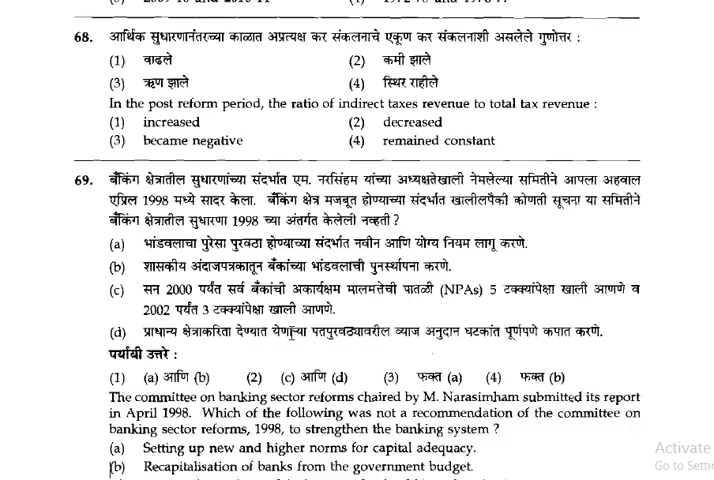 68. आर्थिक सुधारणानंतरच्या काळात अप्रत्यक्ष कर संकलनाचे एकूण कर संकलनाशी असलेले गुणोत्तर :
(1) वाढले (2) कमी झाले
(3) ऋण झाले (4) स्थिर राहीले
In the post reform period, the ratio of indirect taxes revenue to total tax revenue :
(1) increased (2) decreased
(3) became negative (4) remained constant
69. बँकिंग क्षेत्रातील सुधारणांच्या संदर्भात एम. नरसिंहम यांच्या अध्यक्षतेखाली नेमलेल्या समितीने आपला अहवाल
एप्रिल 1998 मध्ये सादर केला. बँकिंग क्षेत्र मजबूत होण्याच्या संदर्भात खालीलपैकी कोणती सूचना या समितीने
बँकिंग क्षेत्रातील सुधारणा 1998 च्या अंतर्गत केलेली नव्हती ?
(a) भांडवलाचा पुरेसा पुरवठा होण्याच्या संदर्भात नवीन आणि योग्य नियम लागू करणे.
(b) शासकीय अंदाजपत्रकातून बँकांच्या भांडवलाची पुनर्स्थापना करणे.
(c) सन 2000 पर्यंत सर्व बँकांची अकार्यक्षम मालमत्तेची पातळी (NPAs) 5 टक्क्यांपेक्षा खाली आणणे व
2002 पर्यंत 3 टक्क्यांपेक्षा खाली आणणे.
(d) प्राधान्य क्षेत्राकरिता देण्यात येणाऱ्या पतपुरवठ्यावरील व्याज अनुदान घटकांत पूर्णपणे कपात करणे.
पर्यायी उत्तरे :
(1) (a) आणि (b) (2) (c) आणि (d) (3) फक्त (a) (4) फक्त (b)
The committee on banking sector reforms chaired by M. Narasimham submitted its report
in April 1998. Which of the following was not a recommendation of the committee on
banking sector reforms, 1998, to strengthen the banking system ?
(a) Setting up new and higher norms for capital adequacy.
(b) Recapitalisation of banks from the government budget.
Activate
Go to Settin